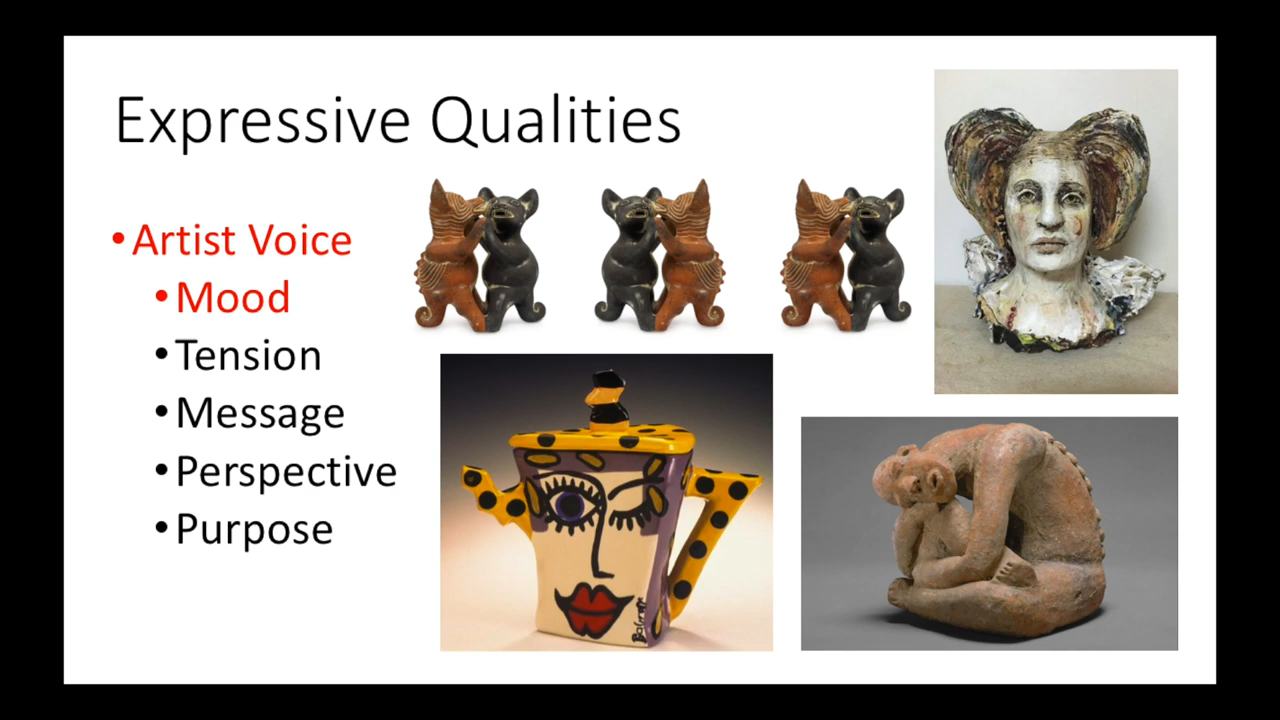 Expressive Qualities
•Artist Voice
•Mood
•Tension
•Message
•Perspective
•Purpose